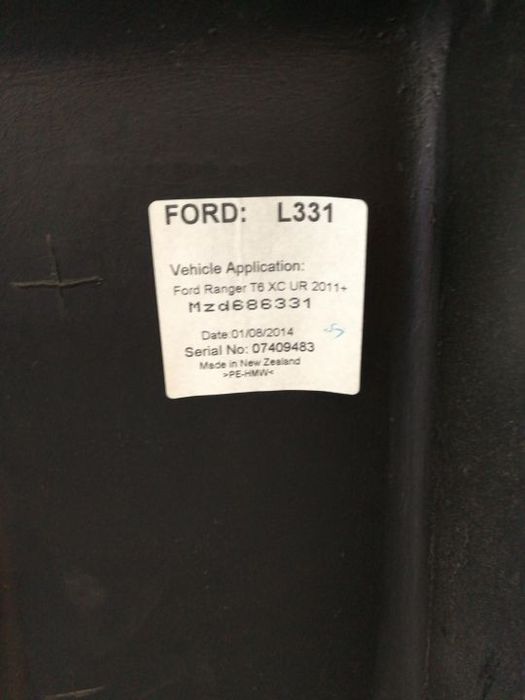 FORD: L331
Vehicle Application:
Ford Ranger T6 XC UR 2011+
Mzd686331
Date:01/08/2014
Serial No: 07409483
Made in New Zealand
>PE-HMW<